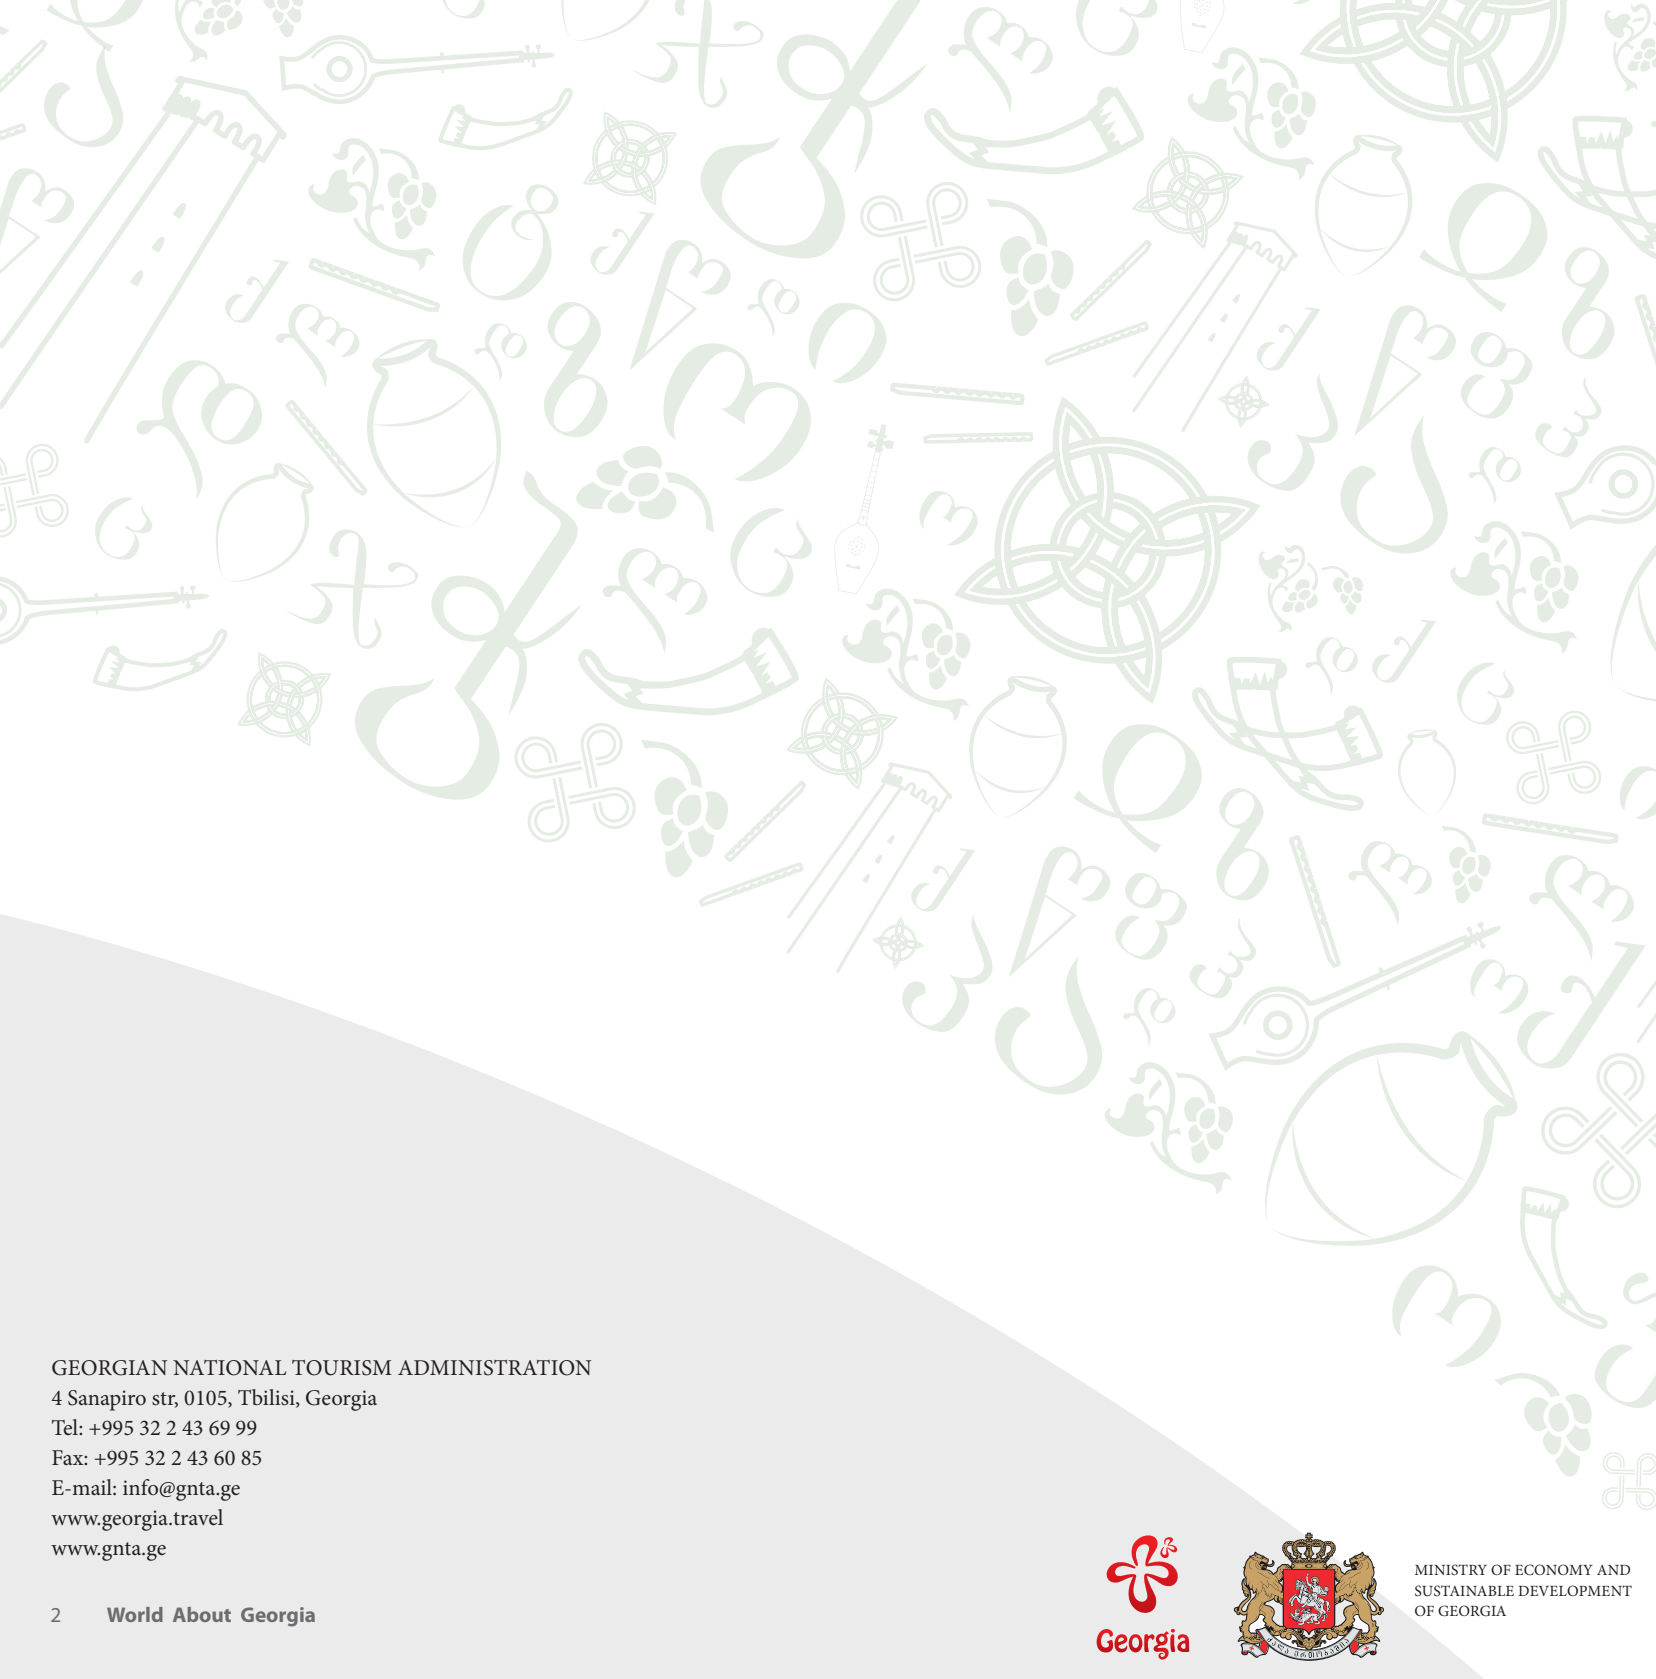 GEORGIAN NATIONAL TOURISM ADMINISTRATION
4 Sanapiro str, 0105, Tbilisi, Georgia
Tel: +995 32 2 43 69 99
Fax: +995 32 2 43 60 85
E-mail: info@gnta.ge
www.georgia.travel
www.gnta.ge
2 World About Georgia
Georgia
MINISTRY OF ECONOMY AND
SUSTAINABLE DEVELOPMENT
OF GEORGIA